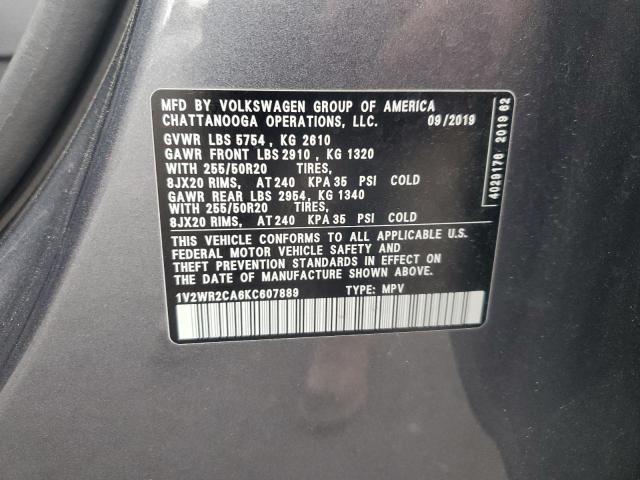 MFD BY VOLKSWAGEN GROUP OF AMERICA
CHATTANOOGA OPERATIONS, LLC. 09/2019
GVWR LBS 5754 , KG 2610
GAWR FRONT LBS 2910 , KG 1320
WITH 255/50R20 TIRES,
8JX20 RIMS, AT 240 KPA 35 PSI COLD
GAWR REAR LBS 2954, KG 1340
WITH 255/50R20 TIRES,
8JX20 RIMS, AT 240 KPA 35 PSI COLD
THIS VEHICLE CONFORMS TO ALL APPLICABLE U.S.
FEDERAL MOTOR VEHICLE SAFETY AND
THEFT PREVENTION STANDARDS IN EFFECT ON
THE DATE OF MANUFACTURE SHOWN ABOVE.
1V2WR2CA6KC607889 TYPE: MPV
4029176 2019 62